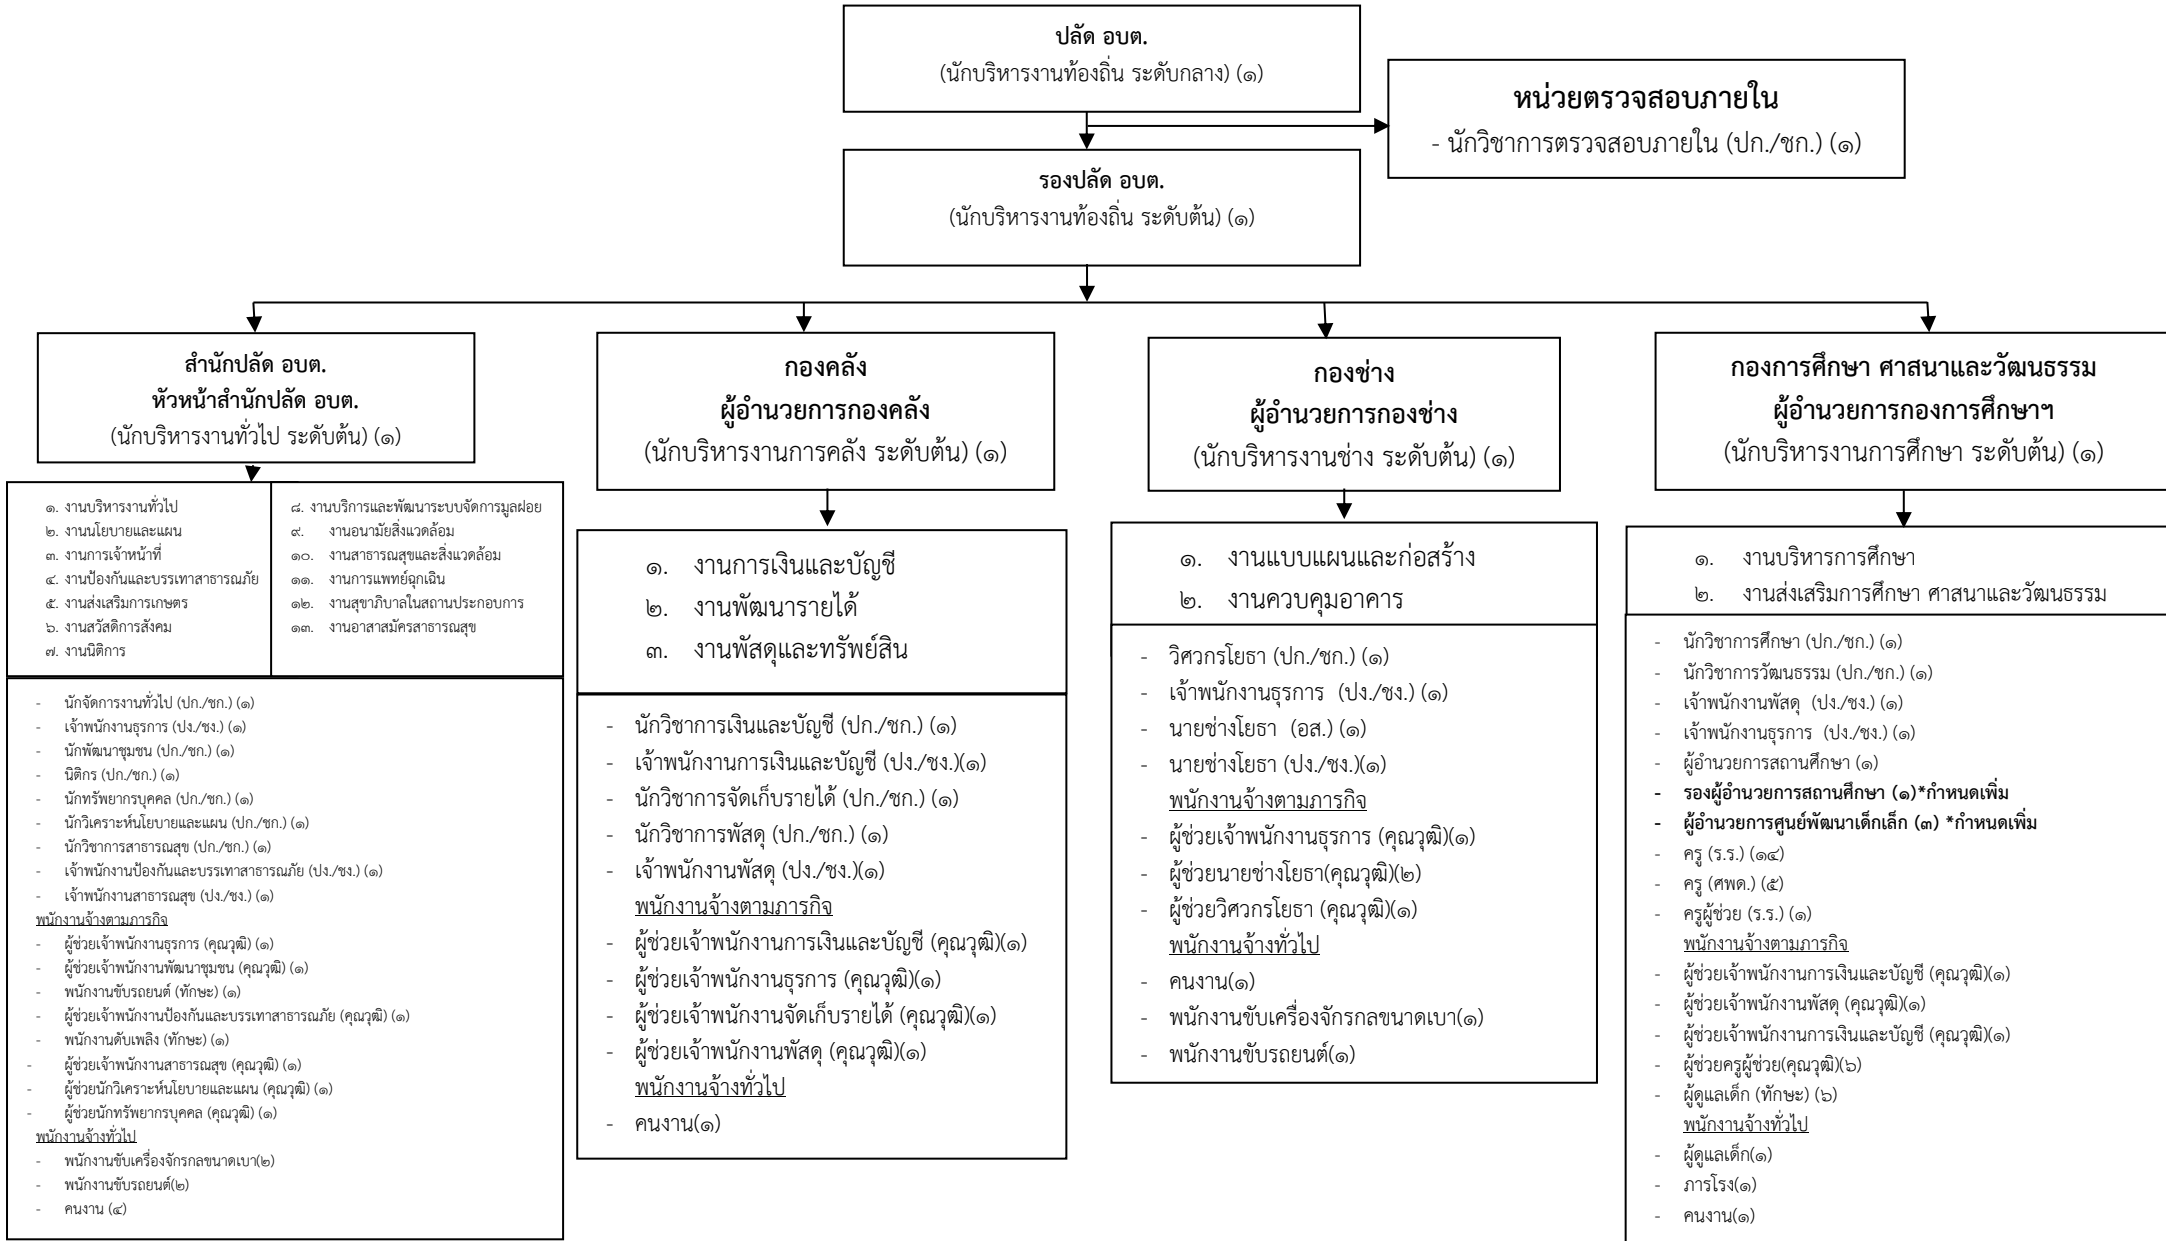 ปลัด อบต.
(นักบริหารงานท้องถิ่น ระดับกลาง) (๑)
หน่วยตรวจสอบภายใน
- นักวิชาการตรวจสอบภายใน (ปก./ชก.) (๑)
รองปลัด อบต.
(นักบริหารงานท้องถิ่น ระดับต้น) (๑)
สำนักปลัด อบต.
หัวหน้าสำนักปลัด อบต.
(นักบริหารงานทั่วไป ระดับต้น) (๑)
๑. งานบริหารงานทั่วไป
๒. งานนโยบายและแผน
๓. งานการเจ้าหน้าที่
๔. งานป้องกันและบรรเทาสาธารณภัย
๕. งานส่งเสริมการเกษตร
๖. งานสวัสดิการสังคม
๗. งานนิติการ
๘. งานบริการและพัฒนาระบบจัดการมูลฝอย
๙. งานอนามัยสิ่งแวดล้อม
๑๐. งานสาธารณสุขและสิ่งแวดล้อม
๑๑. งานการแพทย์ฉุกเฉิน
๑๒. งานสุขาภิบาลในสถานประกอบการ
๑๓. งานอาสาสมัครสาธารณสุข
- นักจัดการงานทั่วไป (ปก./ชก.) (๑)
- เจ้าพนักงานธุรการ (ปง./ชง.) (๑)
- นักพัฒนาชุมชน (ปก./ชก.) (๑)
- นิติกร (ปก./ชก.) (๑)
- นักทรัพยากรบุคคล (ปก./ชก.) (๑)
- นักวิเคราะห์นโยบายและแผน (ปก./ชก.) (๑)
- นักวิชาการสาธารณสุข (ปก./ชก.) (๑)
- เจ้าพนักงานป้องกันและบรรเทาสาธารณภัย (ปง./ชง.) (๑)
- เจ้าพนักงานสาธารณสุข (ปง./ชง.) (๑)
พนักงานจ้างตามภารกิจ
- ผู้ช่วยเจ้าพนักงานธุรการ (คุณวุฒิ) (๑)
- ผู้ช่วยเจ้าพนักงานพัฒนาชุมชน (คุณวุฒิ) (๑)
- พนักงานขับรถยนต์ (ทักษะ) (๑)
- ผู้ช่วยเจ้าพนักงานป้องกันและบรรเทาสาธารณภัย (คุณวุฒิ) (๑)
- พนักงานดับเพลิง (ทักษะ) (๑)
- ผู้ช่วยเจ้าพนักงานสาธารณสุข (คุณวุฒิ) (๑)
- ผู้ช่วยนักวิเคราะห์นโยบายและแผน (คุณวุฒิ) (๑)
- ผู้ช่วยนักทรัพยากรบุคคล (คุณวุฒิ) (๑)
พนักงานจ้างทั่วไป
- พนักงานขับเครื่องจักรกลขนาดเบา(๒)
- พนักงานขับรถยนต์(๒)
- คนงาน (๔)
กองคลัง
ผู้อำนวยการกองคลัง
(นักบริหารงานการคลัง ระดับต้น) (๑)
๑. งานการเงินและบัญชี
๒. งานพัฒนารายได้
๓. งานพัสดุและทรัพย์สิน
- นักวิชาการเงินและบัญชี (ปก./ชก.) (๑)
- เจ้าพนักงานการเงินและบัญชี (ปง./ชง.)(๑)
- นักวิชาการจัดเก็บรายได้ (ปก./ชก.) (๑)
- นักวิชาการพัสดุ (ปก./ชก.) (๑)
- เจ้าพนักงานพัสดุ (ปง./ชง.)(๑)
พนักงานจ้างตามภารกิจ
- ผู้ช่วยเจ้าพนักงานการเงินและบัญชี (คุณวุฒิ)(๑)
- ผู้ช่วยเจ้าพนักงานธุรการ (คุณวุฒิ)(๑)
- ผู้ช่วยเจ้าพนักงานจัดเก็บรายได้ (คุณวุฒิ)(๑)
- ผู้ช่วยเจ้าพนักงานพัสดุ (คุณวุฒิ)(๑)
พนักงานจ้างทั่วไป
- คนงาน(๑)
กองช่าง
ผู้อำนวยการกองช่าง
(นักบริหารงานช่าง ระดับต้น) (๑)
๑. งานแบบแผนและก่อสร้าง
๒. งานควบคุมอาคาร
- วิศวกรโยธา (ปก./ชก.) (๑)
- เจ้าพนักงานธุรการ (ปง./ชง.) (๑)
- นายช่างโยธา (อส.) (๑)
- นายช่างโยธา (ปง./ชง.)(๑)
พนักงานจ้างตามภารกิจ
- ผู้ช่วยเจ้าพนักงานธุรการ (คุณวุฒิ)(๑)
- ผู้ช่วยนายช่างโยธา(คุณวุฒิ)(๒)
- ผู้ช่วยวิศวกรโยธา (คุณวุฒิ)(๑)
พนักงานจ้างทั่วไป
- คนงาน(๑)
- พนักงานขับเครื่องจักรกลขนาดเบา(๑)
- พนักงานขับรถยนต์(๑)
กองการศึกษา ศาสนาและวัฒนธรรม
ผู้อำนวยการกองการศึกษาฯ
(นักบริหารงานการศึกษา ระดับต้น) (๑)
๑. งานบริหารการศึกษา
๒. งานส่งเสริมการศึกษา ศาสนาและวัฒนธรรม
- นักวิชาการศึกษา (ปก./ชก.) (๑)
- นักวิชาการวัฒนธรรม (ปก./ชก.) (๑)
- เจ้าพนักงานพัสดุ (ปง./ชง.) (๑)
- เจ้าพนักงานธุรการ (ปง./ชง.) (๑)
- ผู้อำนวยการสถานศึกษา (๑)
- รองผู้อำนวยการสถานศึกษา (๑)*กำหนดเพิ่ม
- ผู้อำนวยการศูนย์พัฒนาเด็กเล็ก (๓) *กำหนดเพิ่ม
- ครู (ร.ร.) (๑๔)
- ครู (ศพด.) (๕)
- ครูผู้ช่วย (ร.ร.) (๑)
พนักงานจ้างตามภารกิจ
- ผู้ช่วยเจ้าพนักงานการเงินและบัญชี (คุณวุฒิ)(๑)
- ผู้ช่วยเจ้าพนักงานพัสดุ (คุณวุฒิ)(๑)
- ผู้ช่วยเจ้าพนักงานการเงินและบัญชี (คุณวุฒิ)(๑)
- ผู้ช่วยครูผู้ช่วย(คุณวุฒิ)(๖)
- ผู้ดูแลเด็ก (ทักษะ) (๖)
พนักงานจ้างทั่วไป
- ผู้ดูแลเด็ก(๑)
- ภารโรง(๑)
- คนงาน(๑)